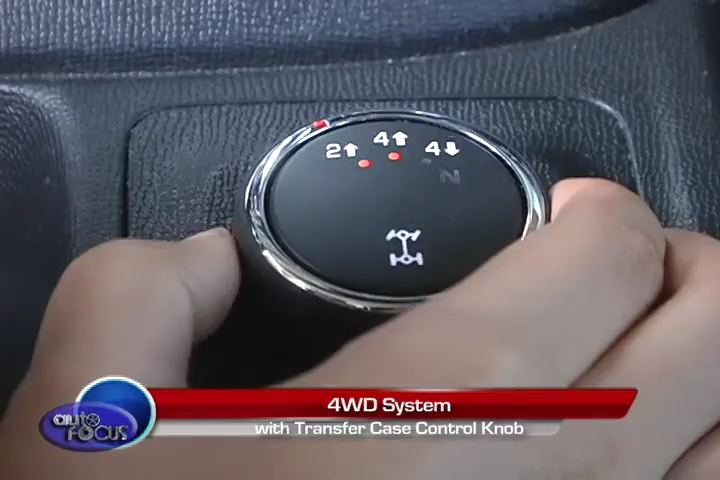 2↑ 4↑ 4↓
N
4WD System
with Transfer Case Control Knob
auto
FOCUS